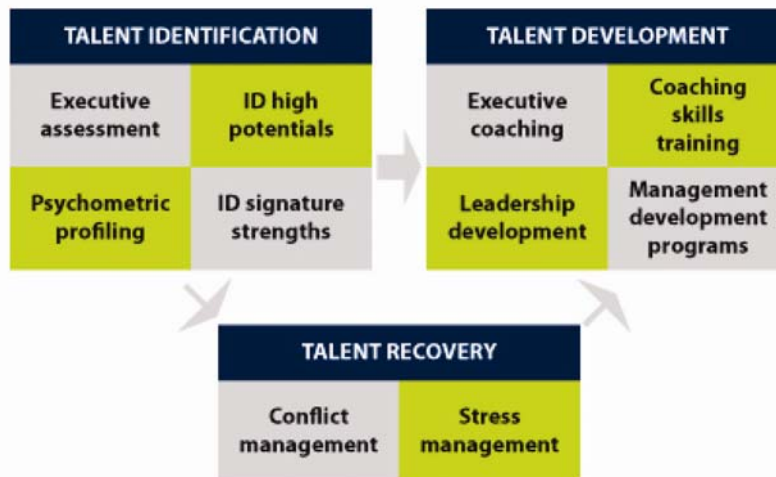 TALENT IDENTIFICATION
Executive
assessment
ID high
potentials
Psychometric
profiling
ID signature
strengths
TALENT DEVELOPMENT
Executive
coaching
Coaching
skills
training
Leadership
development
Management
development
programs
TALENT RECOVERY
Conflict
management
Stress
management